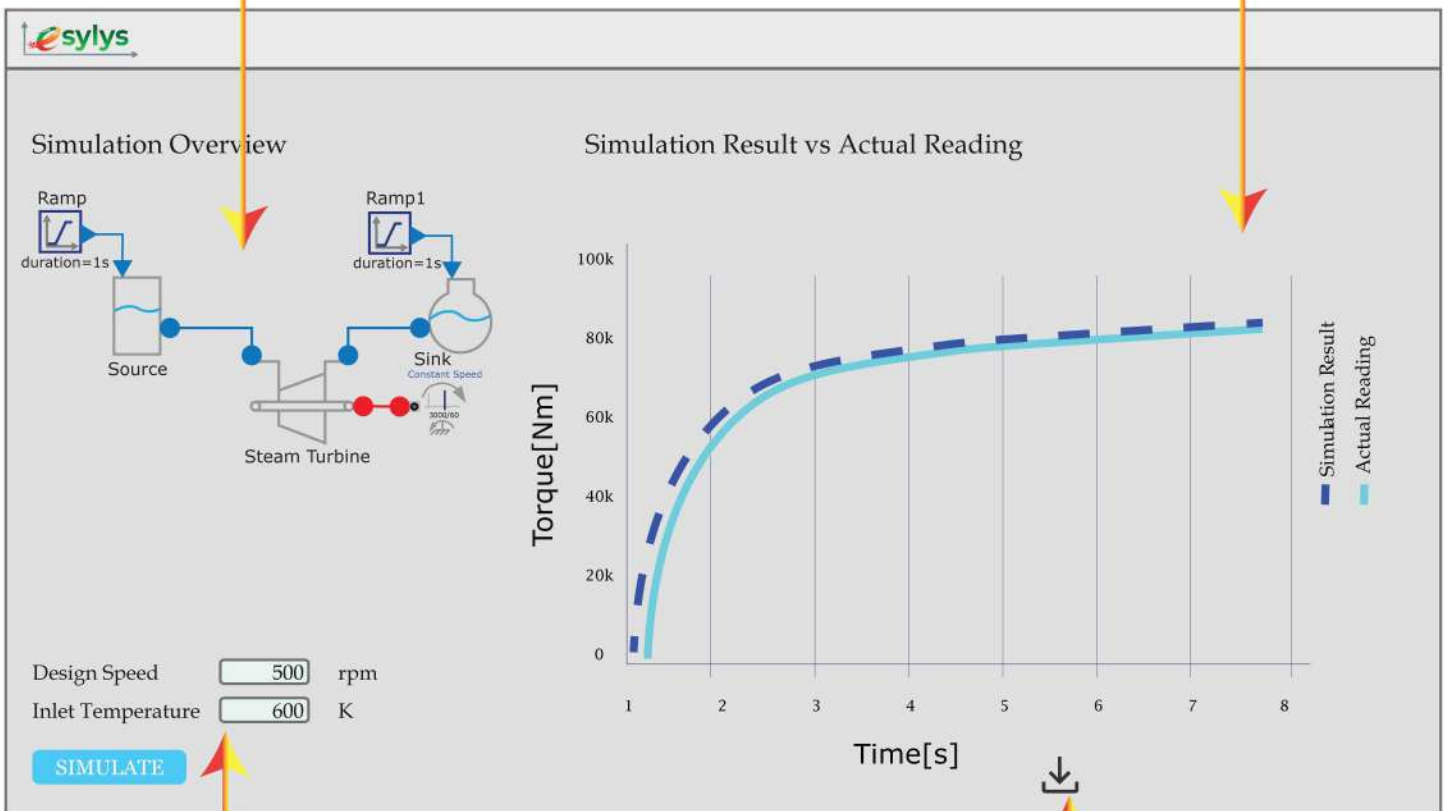 esylys
Simulation Overview
Ramp
duration=1s
Ramp1
duration=1s
Source
Sink
Constant Speed
3000/60
Steam Turbine
Design Speed 500 rpm
Inlet Temperature 600 K
SIMULATE
Simulation Result vs Actual Reading
Torque[Nm]
100k
80k
60k
40k
20k
0
1 2 3 4 5 6 7 8
Time[s]
Simulation Result
Actual Reading